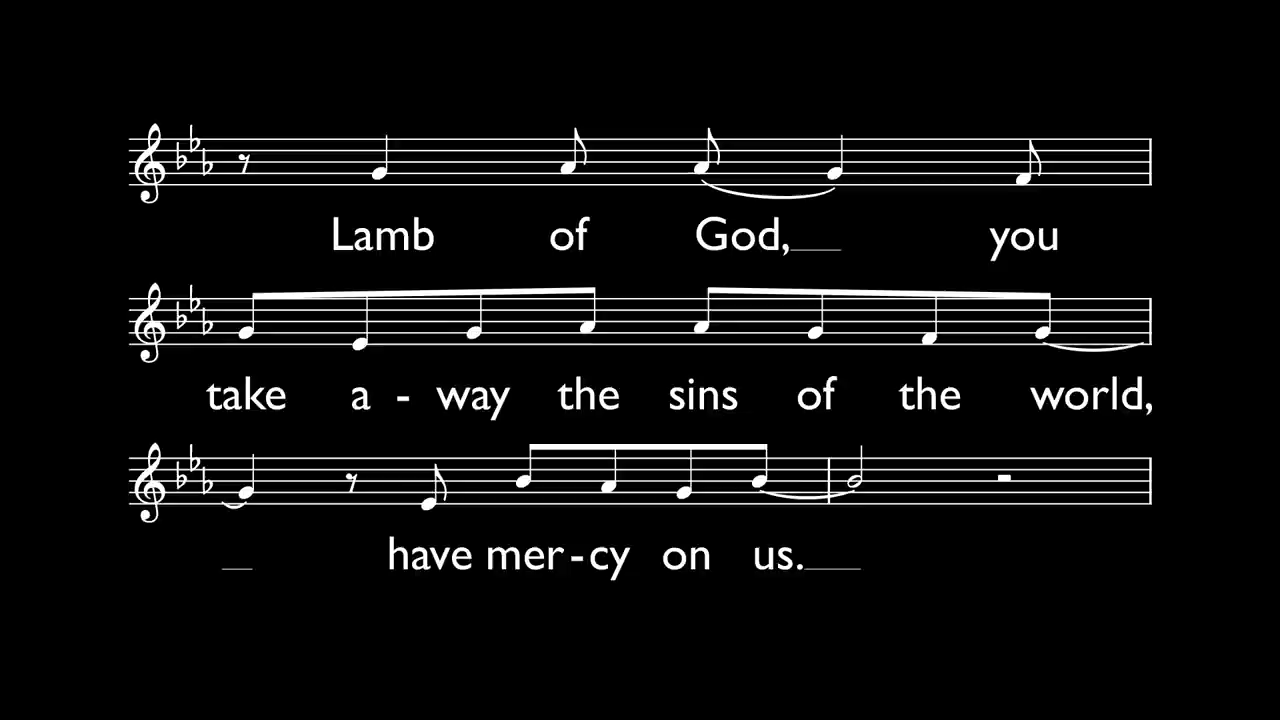 Lamb of God, you
take a - way the sins of the world,
have mer - cy on us.